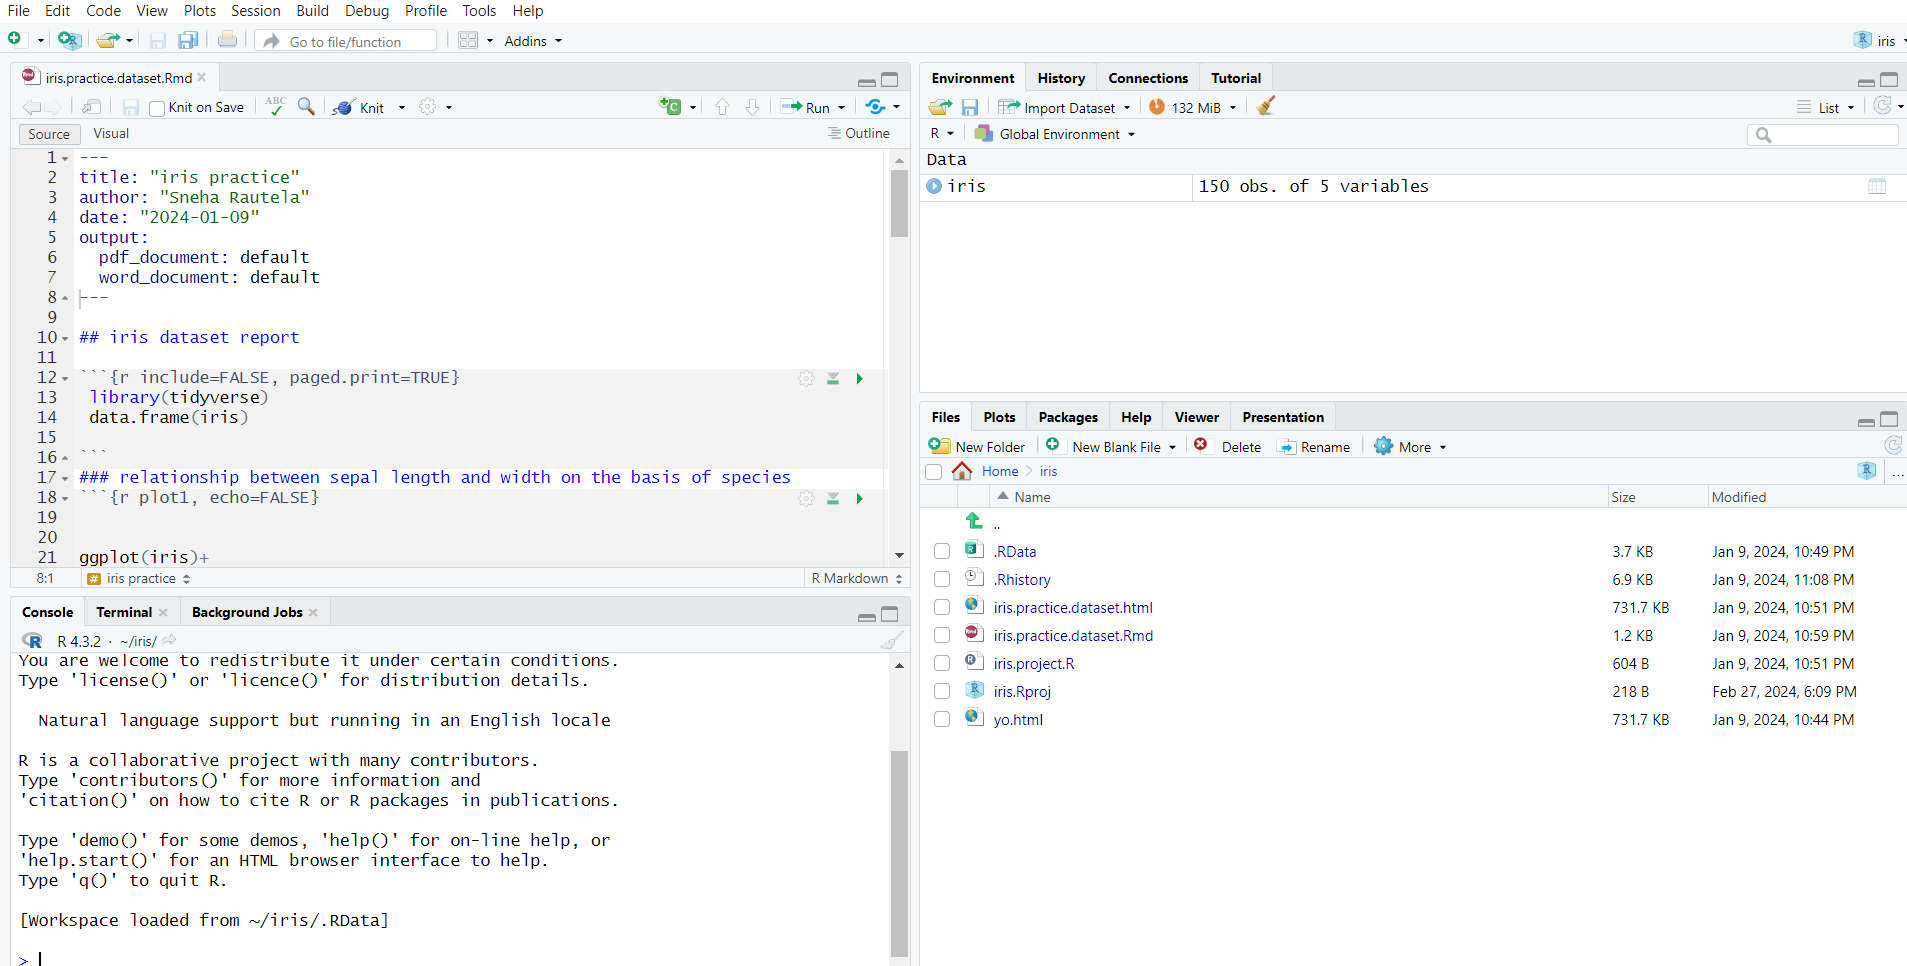 File Edit Code View Plots Session Build Debug Profile Tools Help
Go to file/function Addins iris
iris.practice.dataset.Rmd
Knit on Save ABC Knit Run
Source Visual Outline
1 ---
2 title: "iris practice"
3 author: "Sneha Rautela"
4 date: "2024-01-09"
5 output:
6 pdf_document: default
7 word_document: default
8 ---
9
10 ## iris dataset report
11
12 ```{r include=FALSE, paged.print=TRUE}
13 library(tidyverse)
14 data.frame(iris)
15
16 ```
17 ### relationship between sepal length and width on the basis of species
18 ```{r plot1, echo=FALSE}
19
20
21 ggplot(iris)+
8:1 # iris practice R Markdown
Console Terminal Background Jobs
R R 4.3.2 · ~/iris/
You are welcome to redistribute it under certain conditions.
Type 'license()' or 'licence()' for distribution details.
Natural language support but running in an English locale
R is a collaborative project with many contributors.
Type 'contributors()' for more information and
'citation()' on how to cite R or R packages in publications.
Type 'demo()' for some demos, 'help()' for on-line help, or
'help.start()' for an HTML browser interface to help.
Type 'q()' to quit R.
[Workspace loaded from ~/iris/.RData]
>
Environment History Connections Tutorial
Import Dataset 132 MiB List
R Global Environment
Data
iris 150 obs. of 5 variables
Files Plots Packages Help Viewer Presentation
New Folder New Blank File Delete Rename More
Home iris ...
Name Size Modified
..
.RData 3.7 KB Jan 9, 2024, 10:49 PM
.Rhistory 6.9 KB Jan 9, 2024, 11:08 PM
iris.practice.dataset.html 731.7 KB Jan 9, 2024, 10:51 PM
iris.practice.dataset.Rmd 1.2 KB Jan 9, 2024, 10:59 PM
iris.project.R 604 B Jan 9, 2024, 10:51 PM
iris.Rproj 218 B Feb 27, 2024, 6:09 PM
yo.html 731.7 KB Jan 9, 2024, 10:44 PM